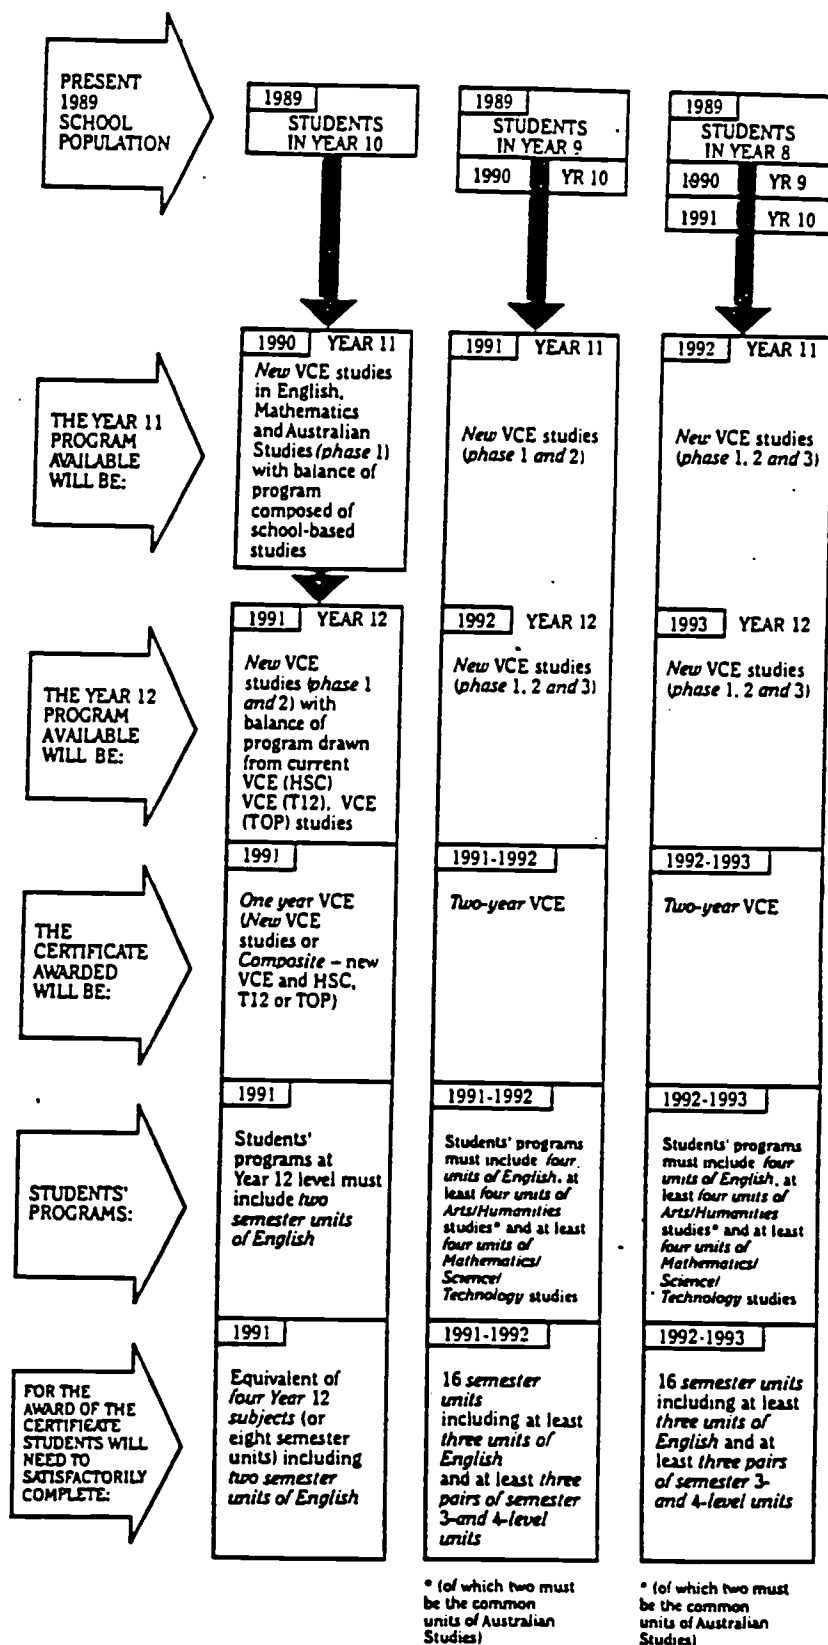 PRESENT
1989
SCHOOL
POPULATION
1989
STUDENTS
IN YEAR 10
1989
STUDENTS
IN YEAR 9
1990 YR 10
1989
STUDENTS
IN YEAR 8
1990 YR 9
1991 YR 10
THE YEAR 11
PROGRAM
AVAILABLE
WILL BE:
1990 YEAR 11
New VCE studies
in English,
Mathematics
and Australian
Studies (phase 1)
with balance of
program
composed of
school-based
studies
1991 YEAR 11
New VCE studies
(phase 1 and 2)
1992 YEAR 11
New VCE studies
(phase 1, 2 and 3)
THE YEAR 12
PROGRAM
AVAILABLE
WILL BE:
1991 YEAR 12
New VCE
studies (phase 1
and 2) with
balance of
program drawn
from current
VCE (HSC)
VCE (T12), VCE
(TOP) studies
1992 YEAR 12
New VCE studies
(phase 1, 2 and 3)
1993 YEAR 12
New VCE studies
(phase 1, 2 and 3)
THE
CERTIFICATE
AWARDED
WILL BE:
1991
One year VCE
(New VCE
studies or
Composite – new
VCE and HSC,
T12 or TOP)
1991-1992
Two-year VCE
1992-1993
Two-year VCE
STUDENTS'
PROGRAMS:
1991
Students'
programs at
Year 12 level must
include two
semester units
of English
1991-1992
Students' programs
must include four
units of English, at
least four units of
Arts/Humanities
studies* and at least
four units of
Mathematics/
Science/
Technology studies
1992-1993
Students' programs
must include four
units of English, at
least four units of
Arts/Humanities
studies* and at least
four units of
Mathematics/
Science/
Technology studies
FOR THE
AWARD OF THE
CERTIFICATE
STUDENTS WILL
NEED TO
SATISFACTORILY
COMPLETE:
1991
Equivalent of
four Year 12
subjects (or
eight semester
units) including
two semester
units of English
1991-1992
16 semester
units
including at least
three units of
English
and at least three
pairs of semester
3-and 4-level
units
1992-1993
16 semester units
including at least
three units of
English and at
least three pairs
of semester 3-
and 4-level units
* (of which two must
be the common
units of Australian
Studies)
* (of which two must
be the common
units of Australian
Studies)